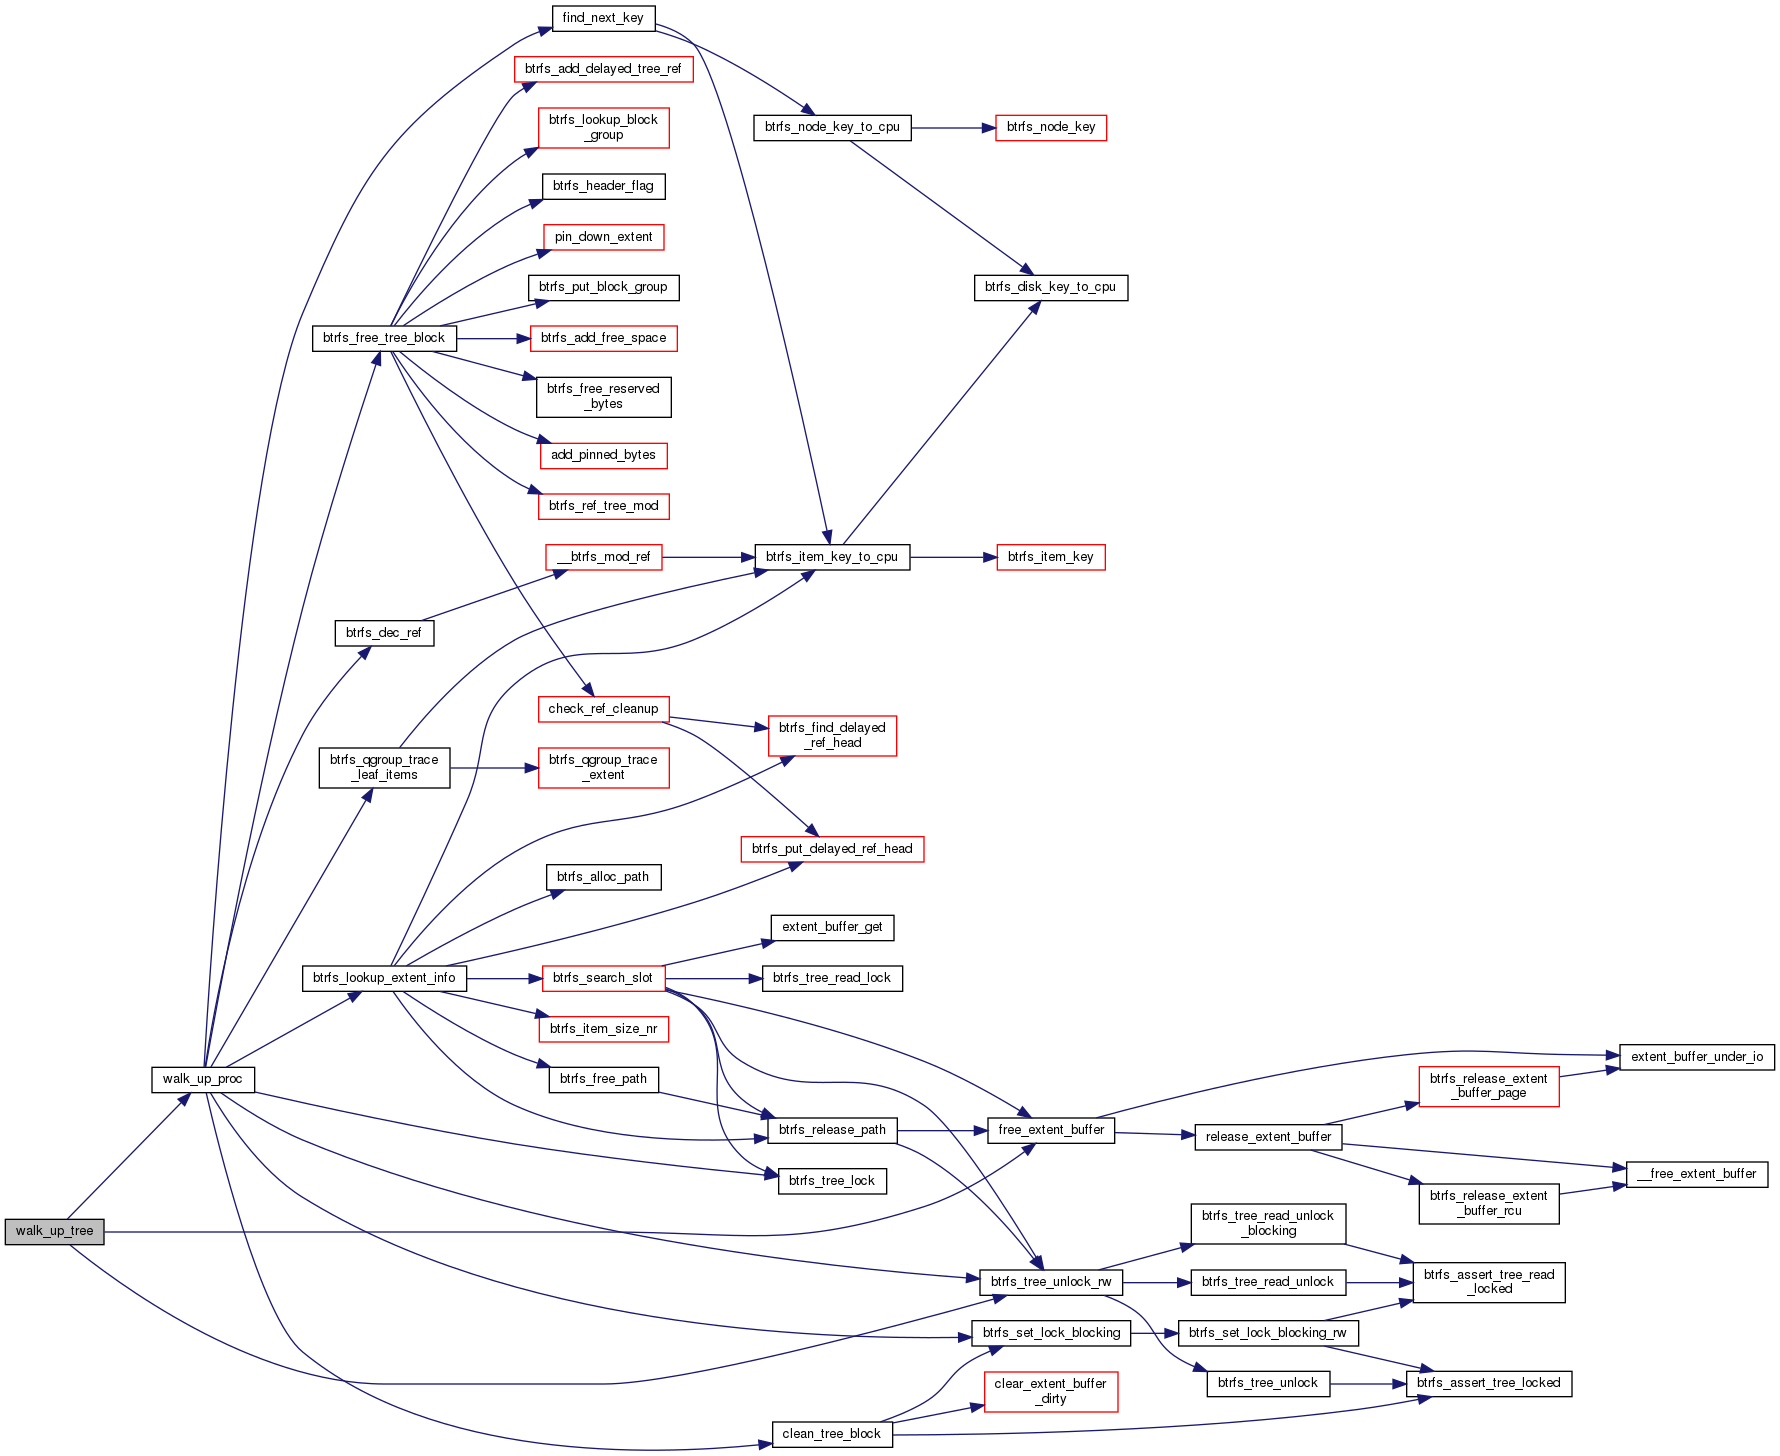 find_next_key
btrfs_add_delayed_tree_ref
btrfs_lookup_block
_group
btrfs_node_key_to_cpu
btrfs_node_key
btrfs_header_flag
pin_down_extent
btrfs_put_block_group
btrfs_disk_key_to_cpu
btrfs_free_tree_block
btrfs_add_free_space
btrfs_free_reserved
_bytes
add_pinned_bytes
btrfs_ref_tree_mod
__btrfs_mod_ref
btrfs_item_key_to_cpu
btrfs_item_key
btrfs_dec_ref
check_ref_cleanup
btrfs_find_delayed
_ref_head
btrfs_qgroup_trace
_leaf_items
btrfs_qgroup_trace
_extent
btrfs_put_delayed_ref_head
btrfs_alloc_path
extent_buffer_get
btrfs_lookup_extent_info
btrfs_search_slot
btrfs_tree_read_lock
btrfs_item_size_nr
extent_buffer_under_io
walk_up_proc
btrfs_free_path
btrfs_release_extent
_buffer_page
btrfs_release_path
free_extent_buffer
release_extent_buffer
btrfs_tree_lock
__free_extent_buffer
btrfs_release_extent
_buffer_rcu
walk_up_tree
btrfs_tree_read_unlock
_blocking
btrfs_tree_unlock_rw
btrfs_tree_read_unlock
btrfs_assert_tree_read
_locked
btrfs_set_lock_blocking
btrfs_set_lock_blocking_rw
clear_extent_buffer
_dirty
btrfs_tree_unlock
btrfs_assert_tree_locked
clean_tree_block